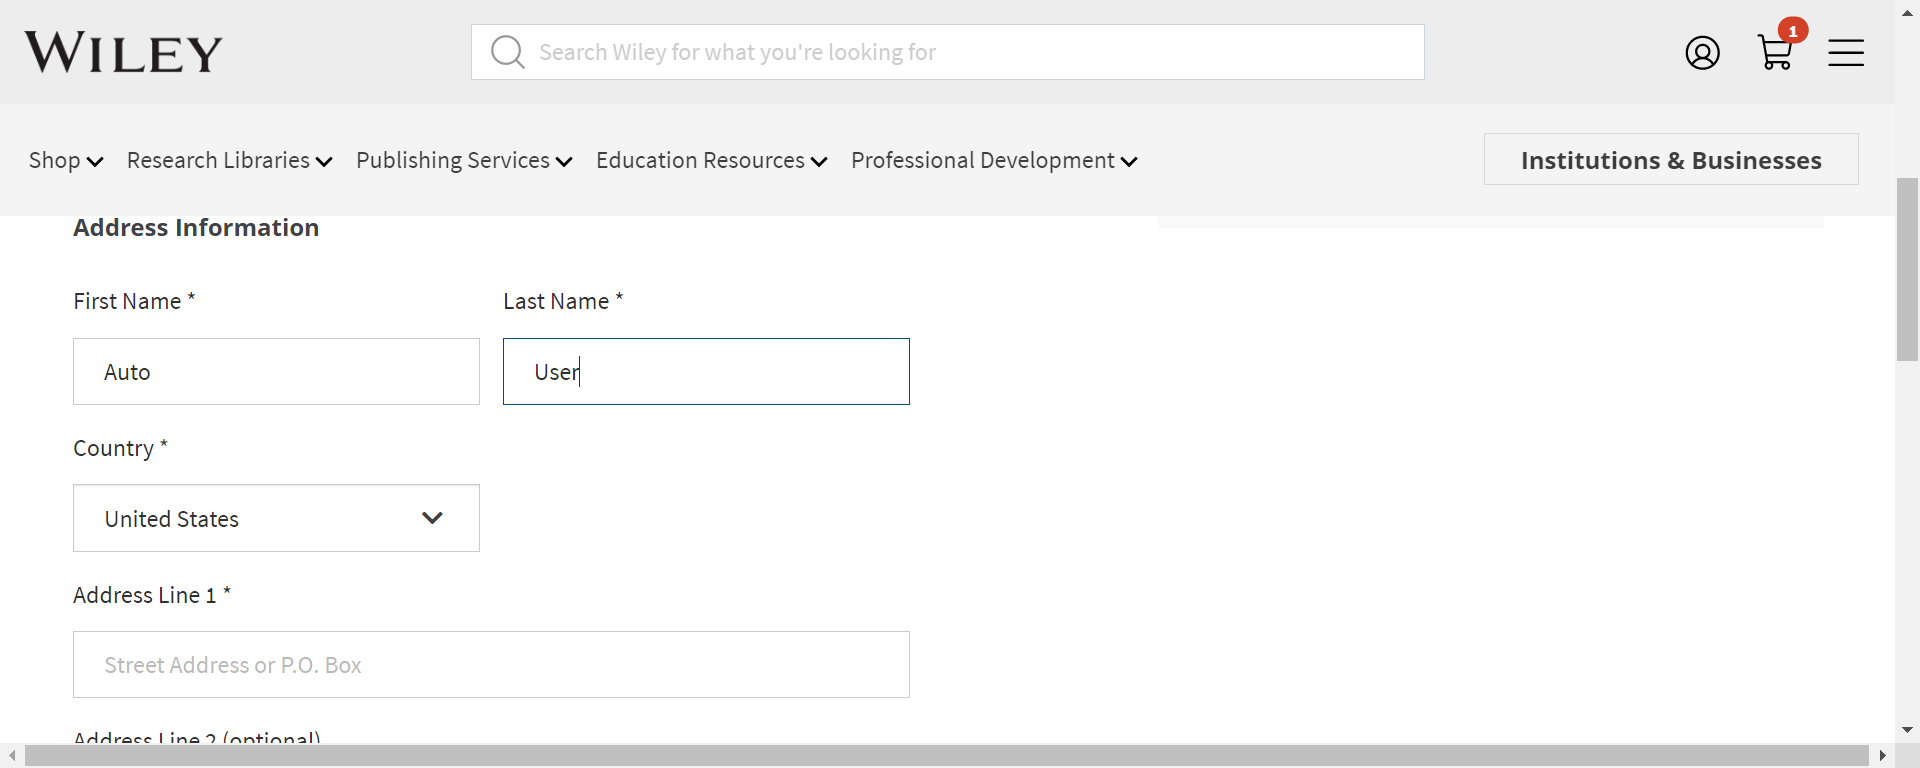 WILEY
Search Wiley for what you're looking for
1
Shop Research Libraries Publishing Services Education Resources Professional Development
Institutions & Businesses
Address Information
First Name * Last Name *
Auto User
Country *
United States
Address Line 1 *
Street Address or P.O. Box
Address Line 2 (optional)